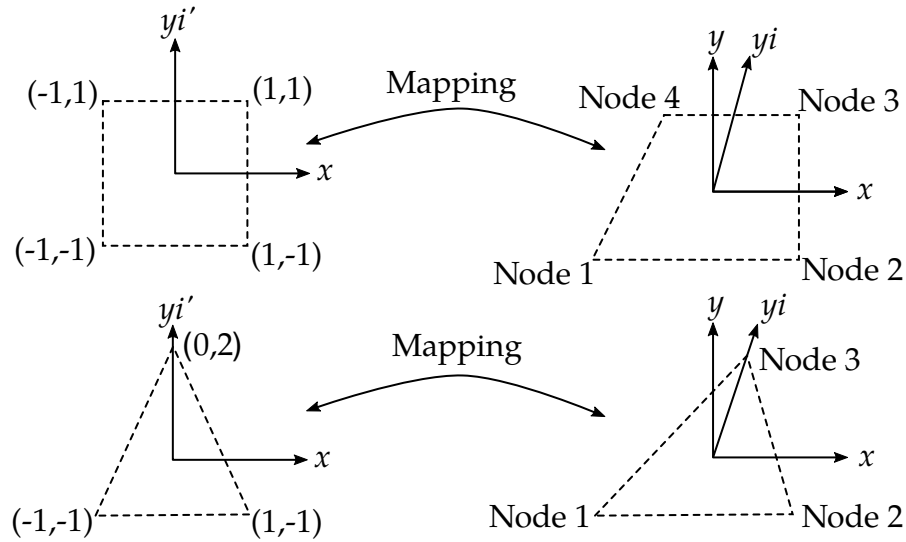 yi′
(-1,1)
(1,1)
x
(-1,-1)
(1,-1)
Mapping
y
yi
Node 4
Node 3
x
Node 1
Node 2
yi′
(0,2)
x
(-1,-1)
(1,-1)
Mapping
y
yi
Node 3
x
Node 1
Node 2